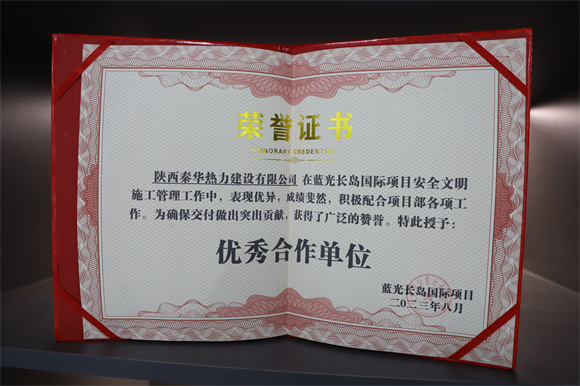 荣誉证书
HONORARY CREDENTIAL
陕西秦华热力建设有限公司 在蓝光长岛国际项目安全文明
施工管理工作中，表现优异，成绩斐然，积极配合项目部各项工
作。为确保交付做出突出贡献，获得了广泛的赞誉。特此授予：
优秀合作单位
蓝光长岛国际项目
二〇二三年八月